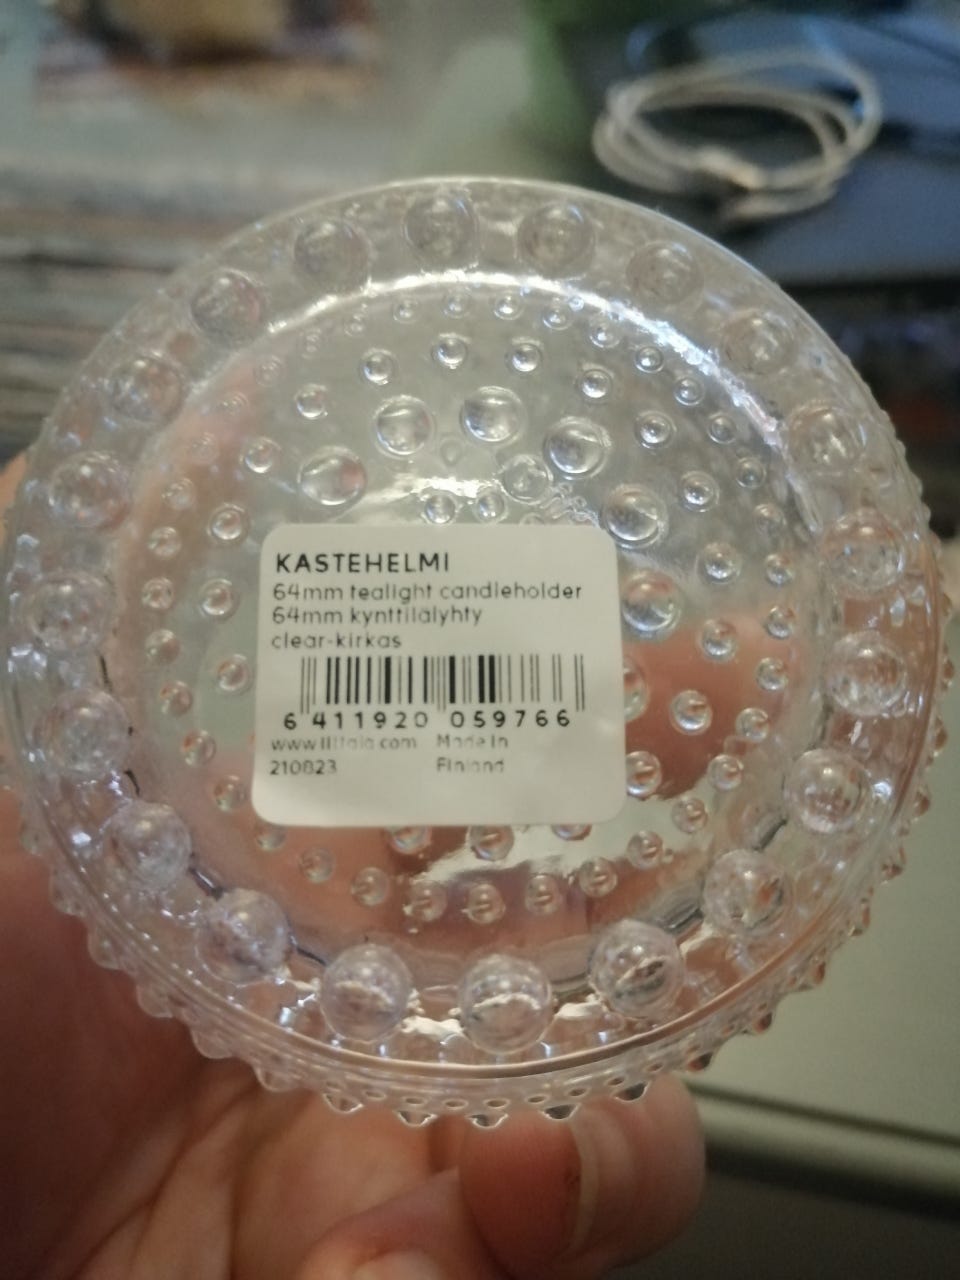 KASTEHELMI
64mm tealight candleholder
64mm kynttilälyhty
clear-kirkas
6 411920 059766
www.iittala.com Made in
210823 Finland